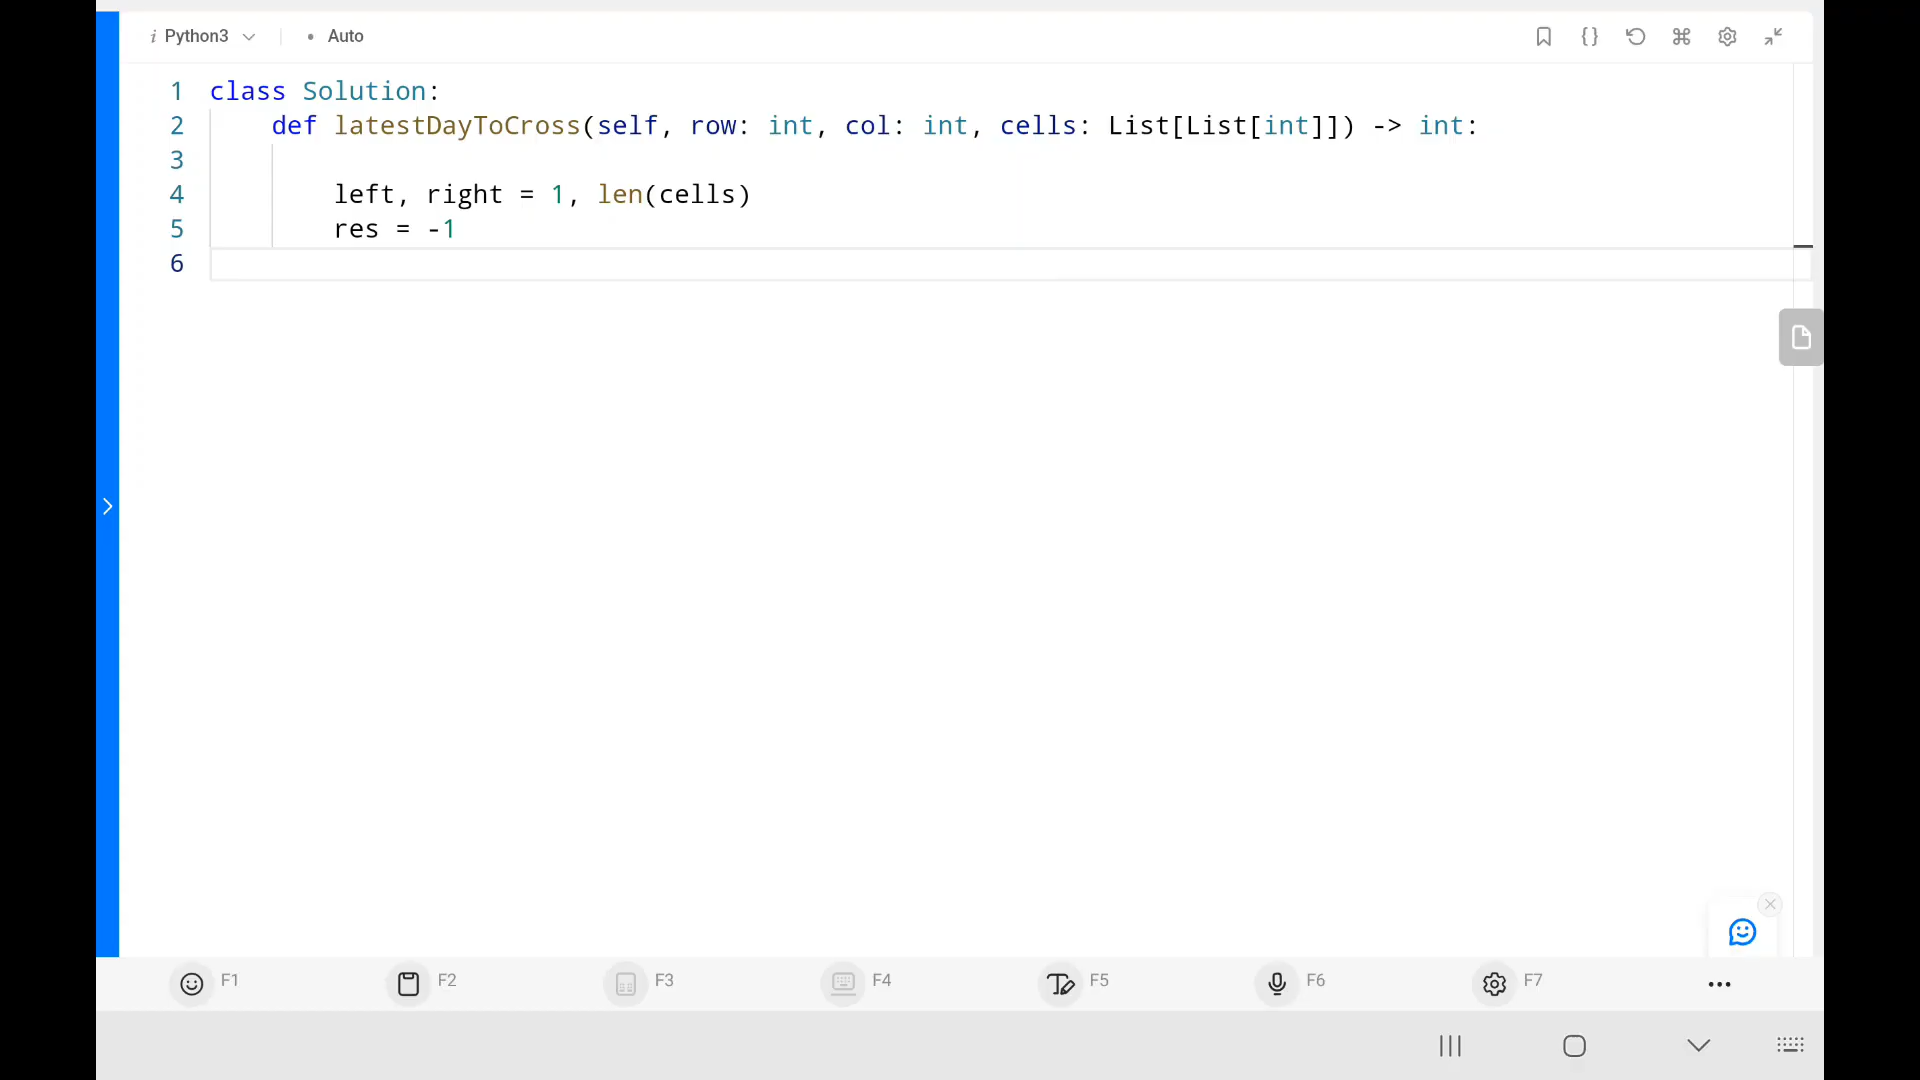 i Python3 • Auto
1 class Solution:
2 def latestDayToCross(self, row: int, col: int, cells: List[List[int]]) -> int:
3
4 left, right = 1, len(cells)
5 res = -1
6
F1 F2 F3 F4 F5 F6 F7